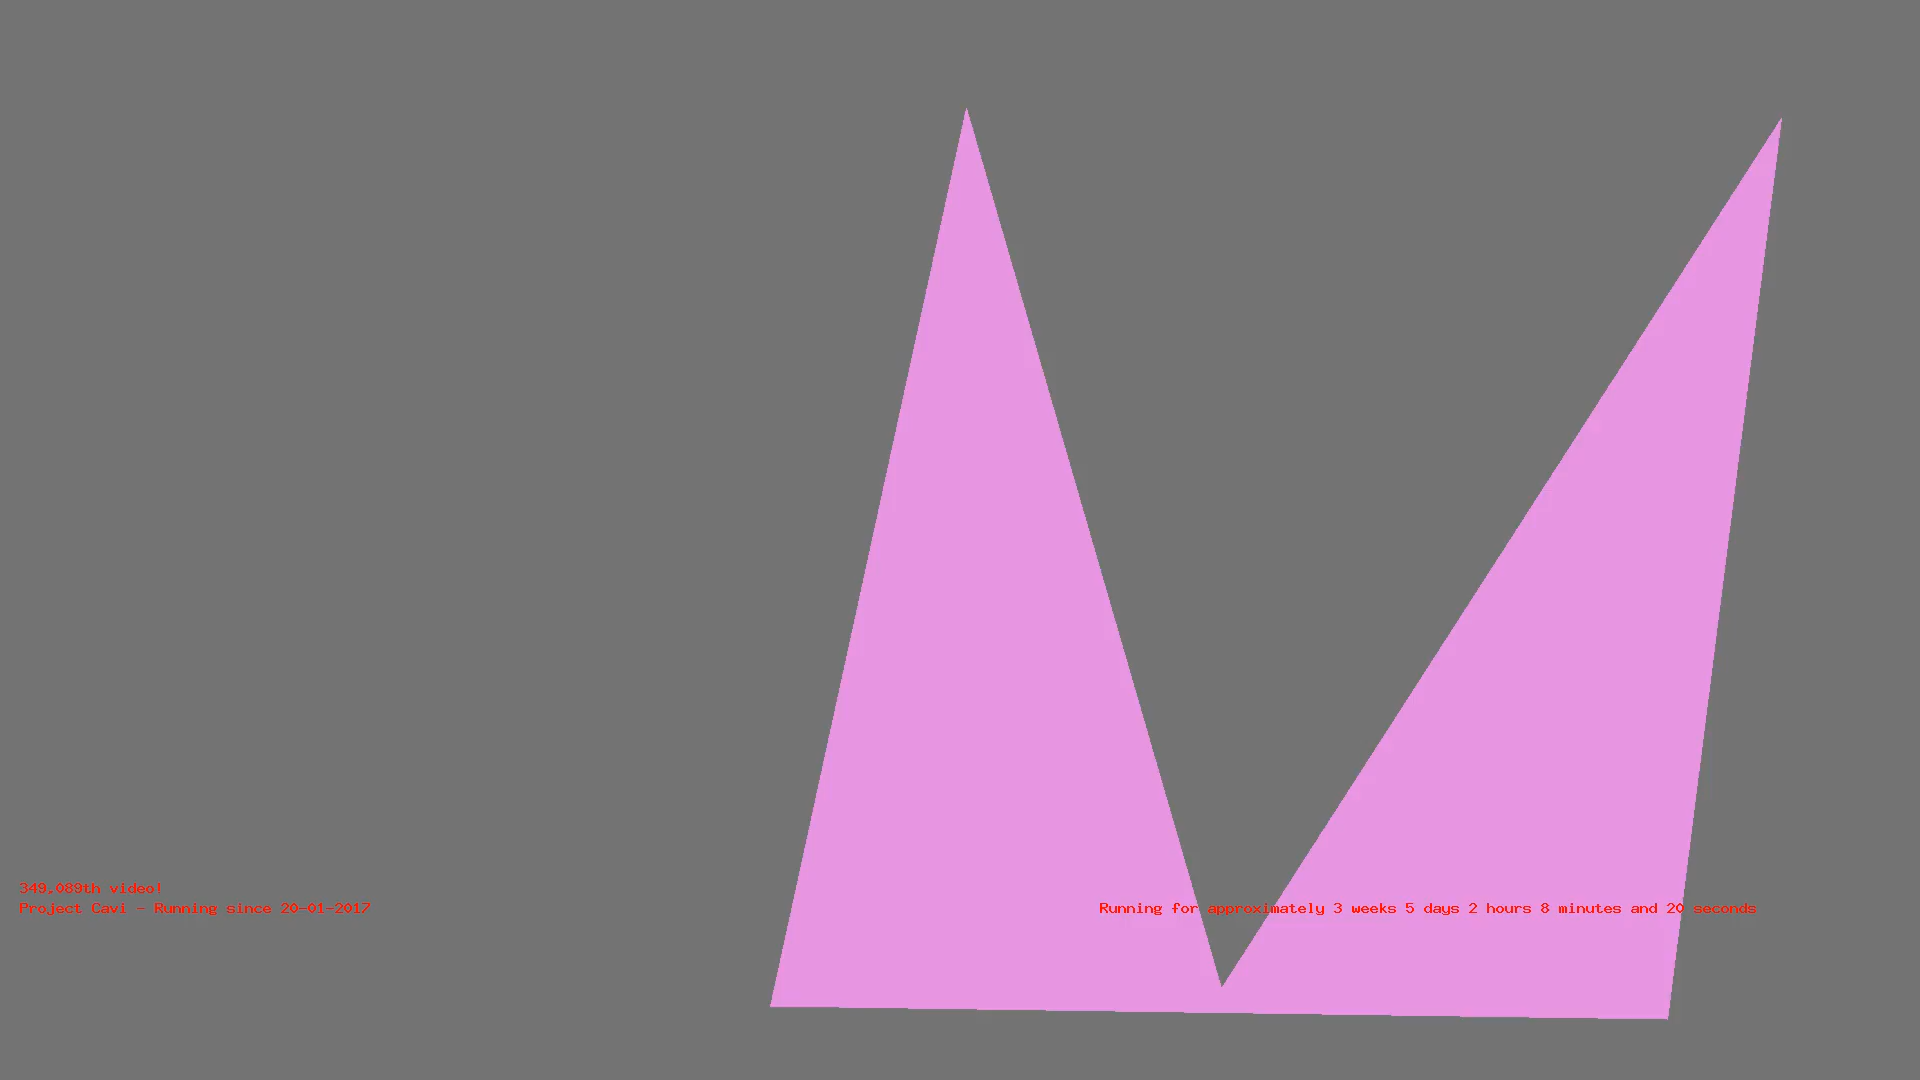 349.089th video!
Project Cavi - Running since 20-01-2017
Running for approximately 3 weeks 5 days 2 hours 8 minutes and 20 seconds